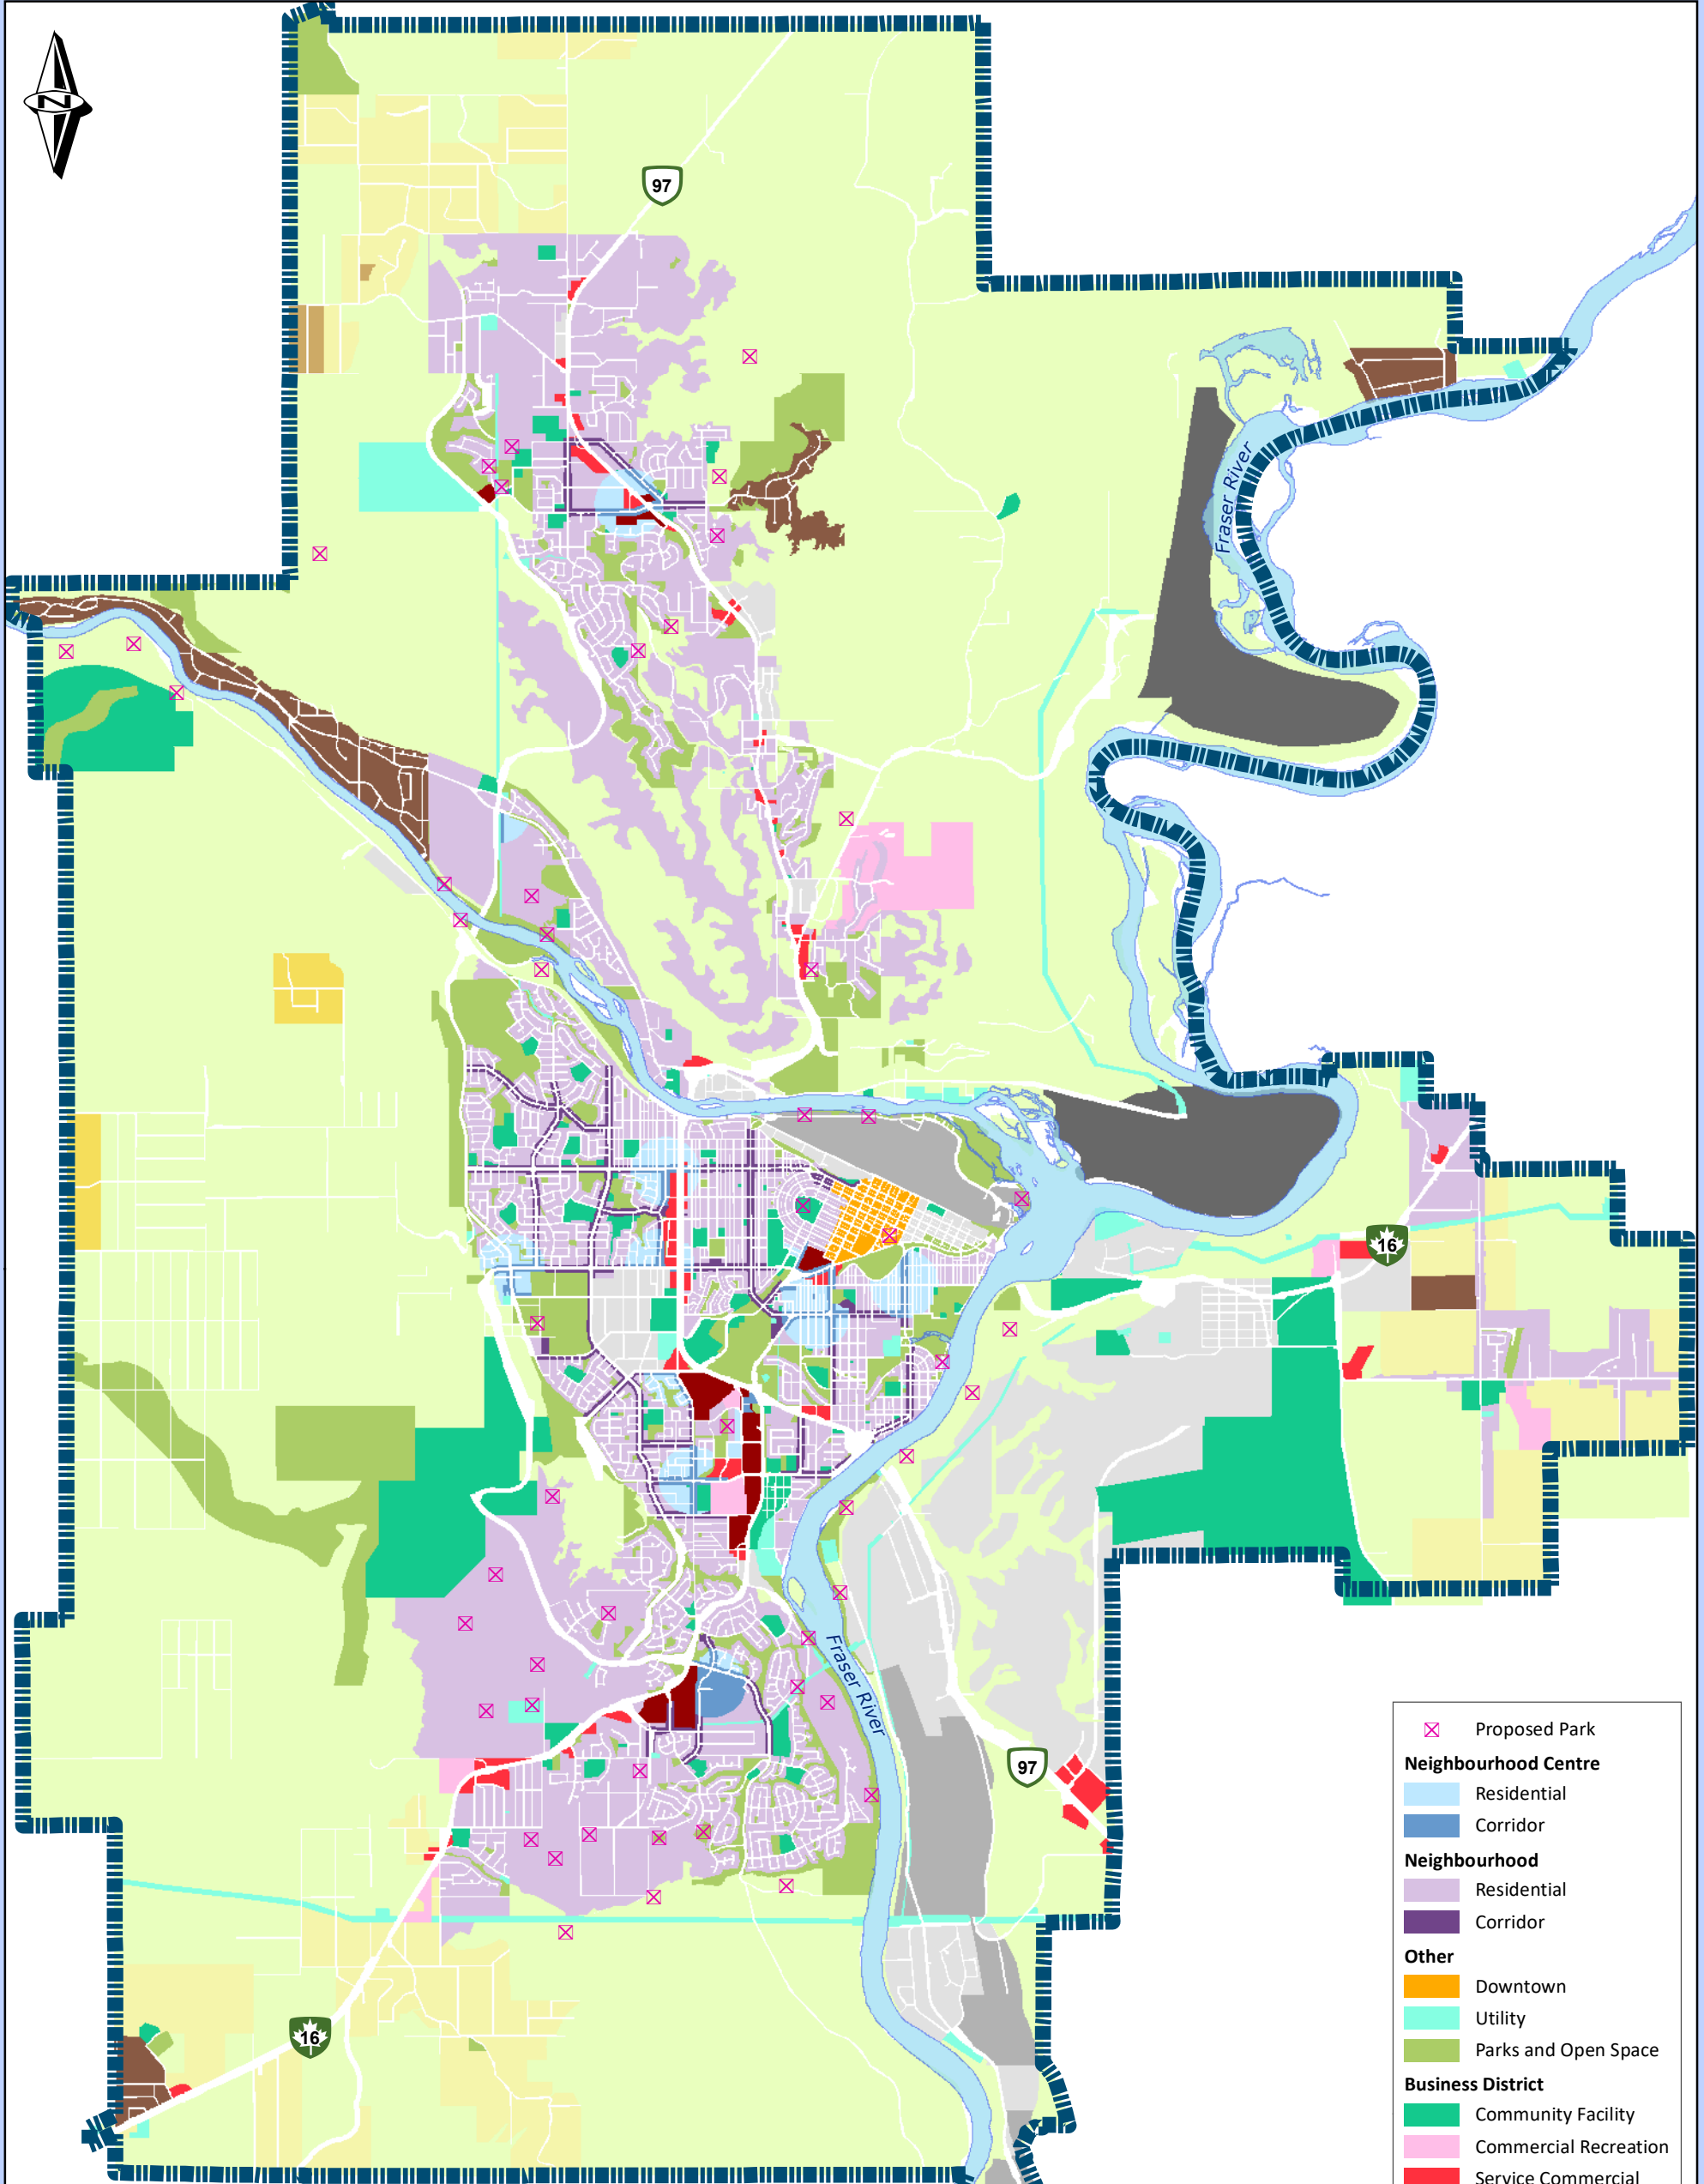 N
97
Fraser River
16
Fraser River
97
16
Proposed Park
Neighbourhood Centre
Residential
Corridor
Neighbourhood
Residential
Corridor
Other
Downtown
Utility
Parks and Open Space
Business District
Community Facility
Commercial Recreation
Service Commercial